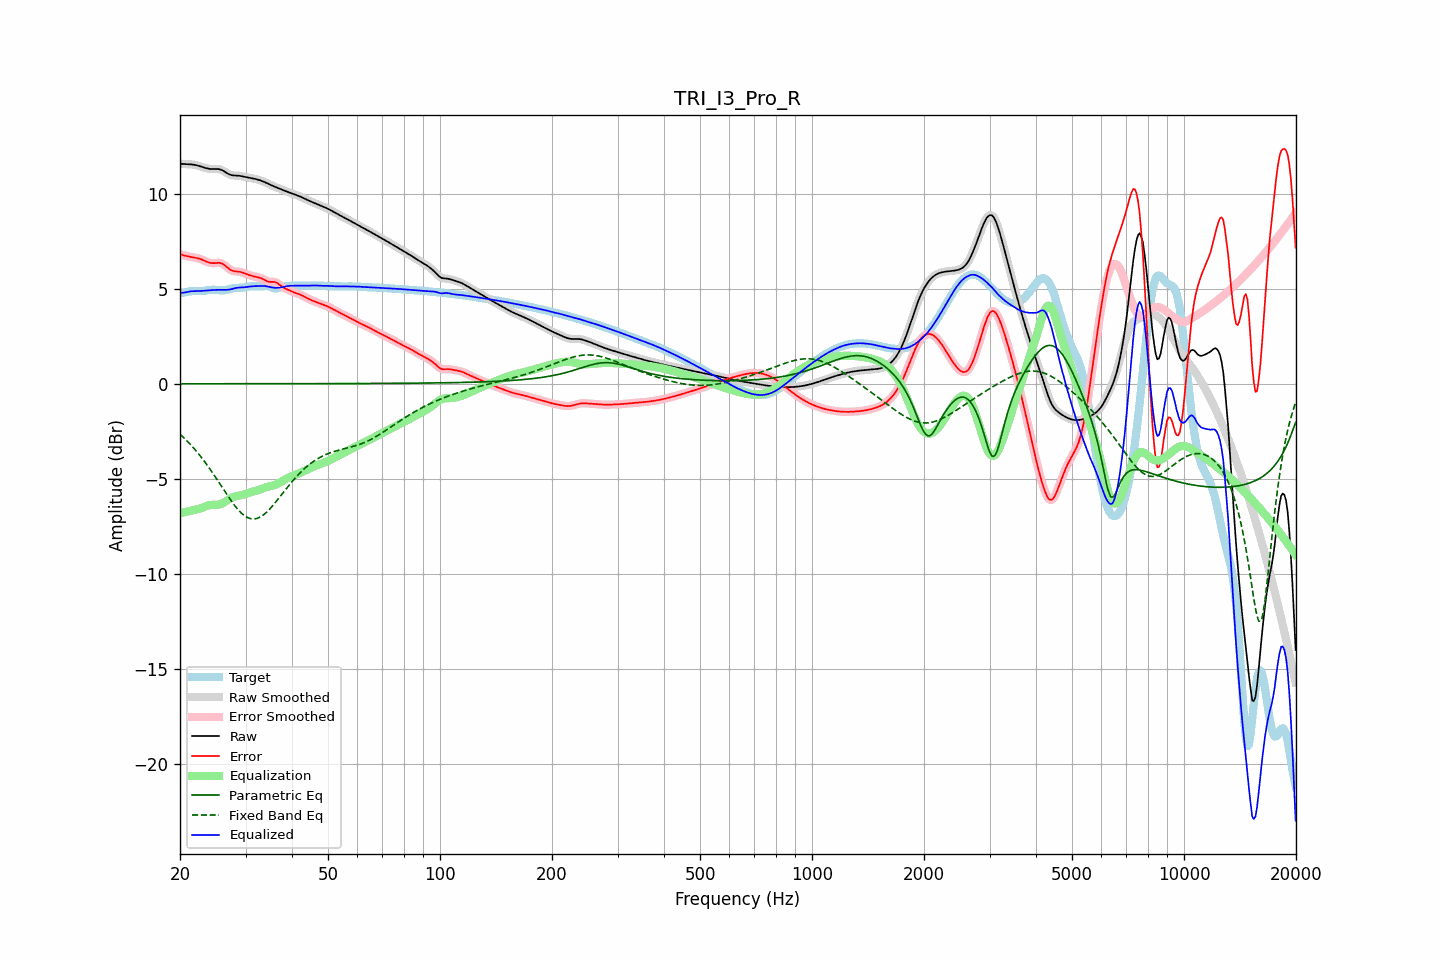 TRI_I3_Pro_R
Amplitude (dBr)
10
5
0
−5
−10
−15
−20
Target
Raw Smoothed
Error Smoothed
Raw
Error
Equalization
Parametric Eq
Fixed Band Eq
Equalized
20 50 100 200 500 1000 2000 5000 10000 20000
Frequency (Hz)